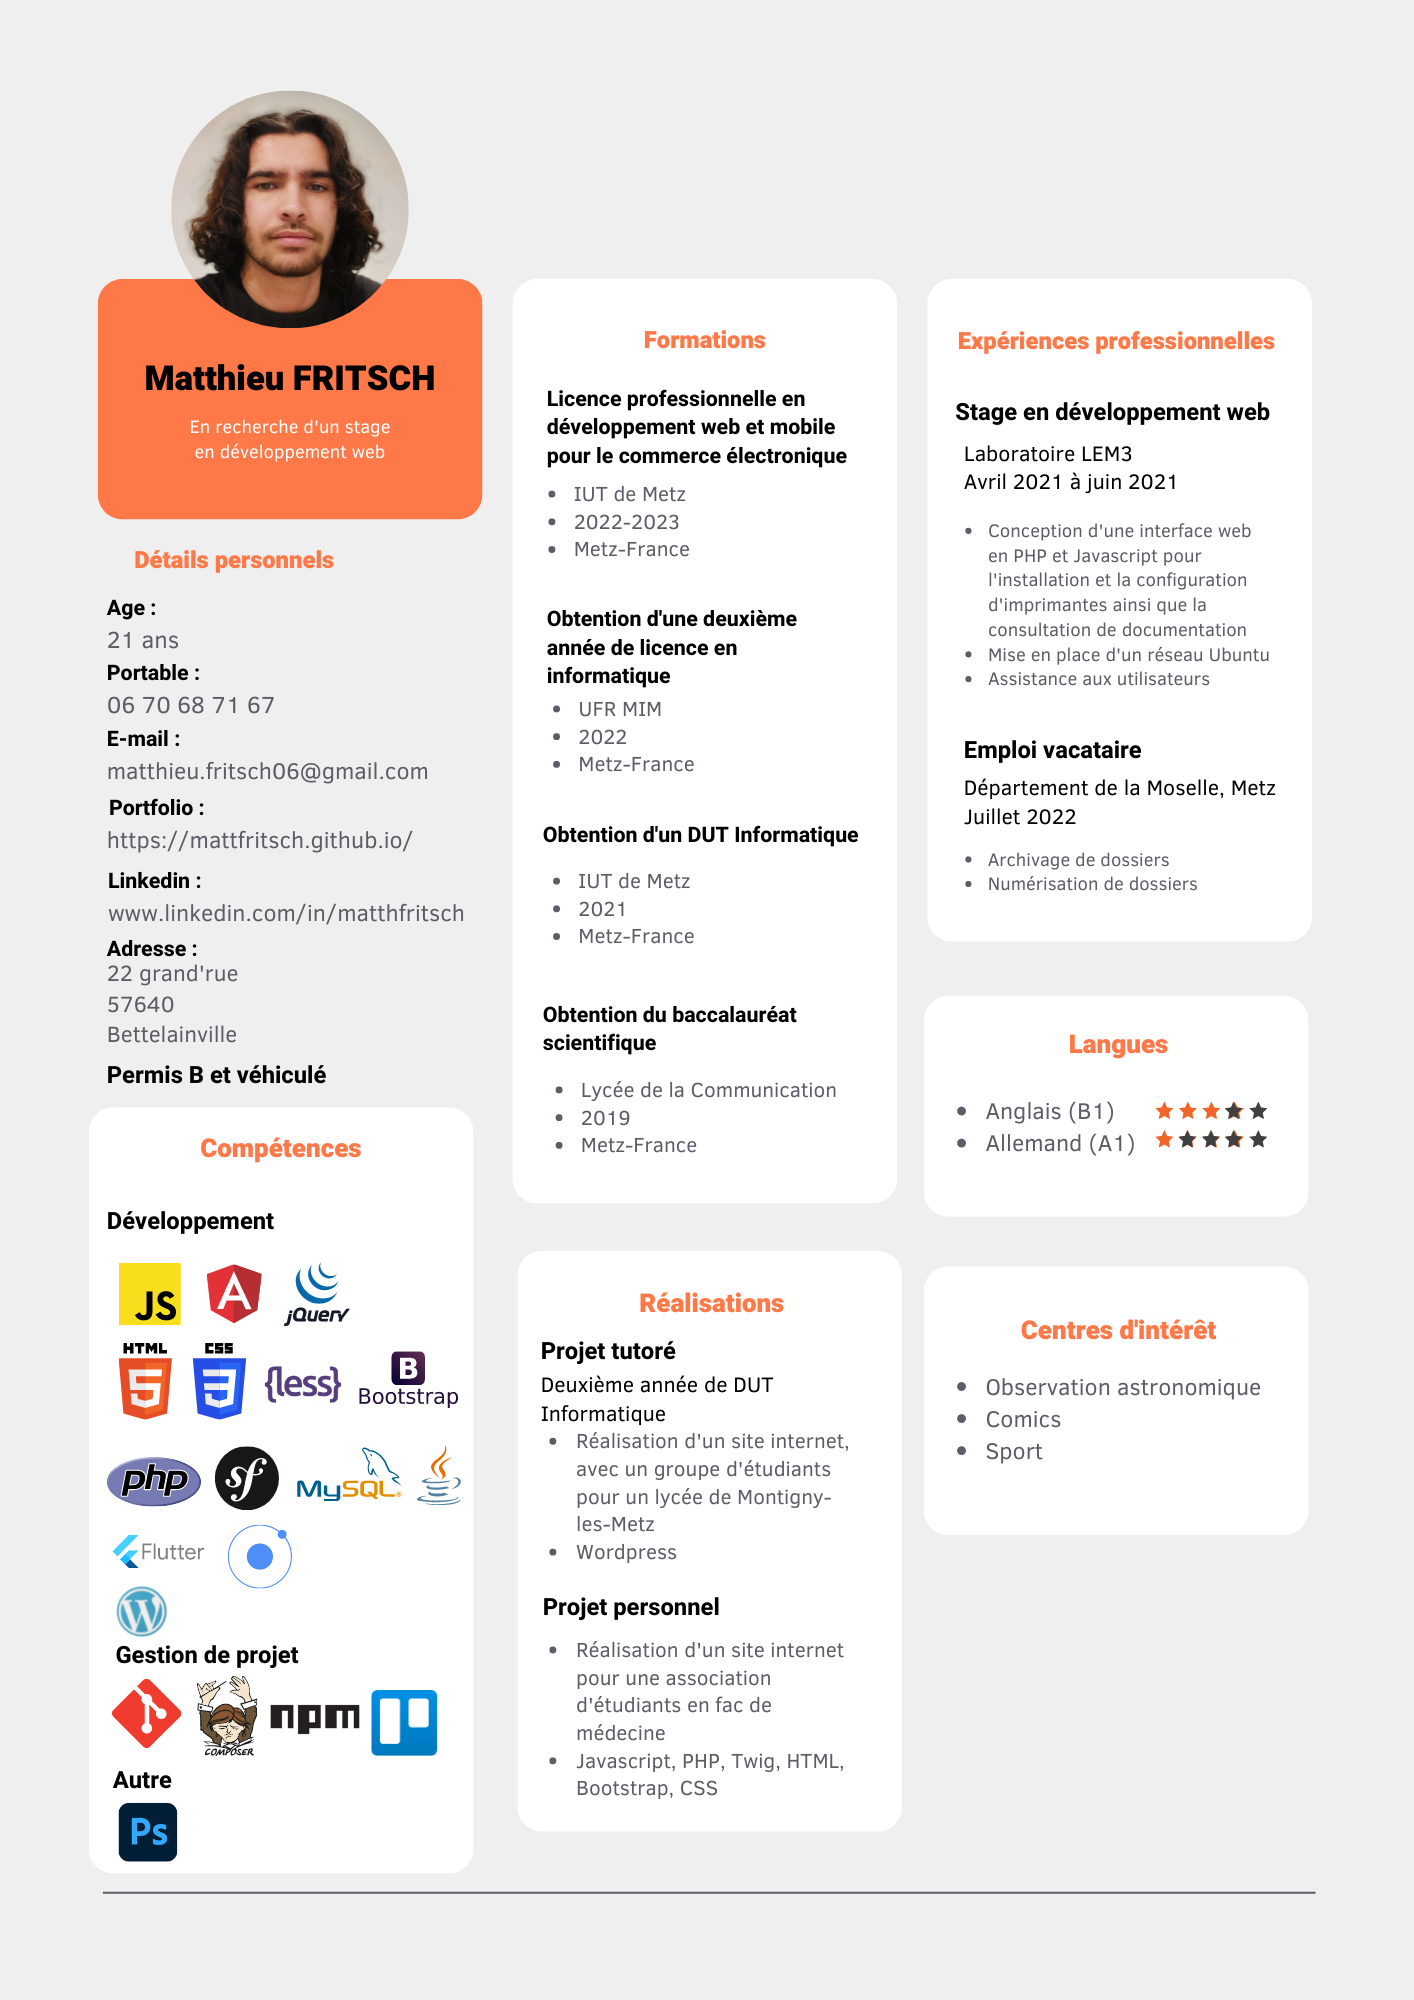 Matthieu FRITSCH
En recherche d'un stage
en développement web
Détails personnels
Age :
21 ans
Portable :
06 70 68 71 67
E-mail :
matthieu.fritsch06@gmail.com
Portfolio :
https://mattfritsch.github.io/
Linkedin :
www.linkedin.com/in/matthfritsch
Adresse :
22 grand'rue
57640
Bettelainville
Permis B et véhiculé
Compétences
Développement
JS
A
jQuery
HTML
5
CSS
3
{less}
B
Bootstrap
php
sf
MySQL
Flutter
W
Gestion de projet
COMPOSER
npm
Autre
Ps
Formations
Licence professionnelle en
développement web et mobile
pour le commerce électronique
• IUT de Metz
• 2022-2023
• Metz-France
Obtention d'une deuxième
année de licence en
informatique
• UFR MIM
• 2022
• Metz-France
Obtention d'un DUT Informatique
• IUT de Metz
• 2021
• Metz-France
Obtention du baccalauréat
scientifique
• Lycée de la Communication
• 2019
• Metz-France
Réalisations
Projet tutoré
Deuxième année de DUT
Informatique
• Réalisation d'un site internet,
avec un groupe d'étudiants
pour un lycée de Montigny-
les-Metz
• Wordpress
Projet personnel
• Réalisation d'un site internet
pour une association
d'étudiants en fac de
médecine
• Javascript, PHP, Twig, HTML,
Bootstrap, CSS
Expériences professionnelles
Stage en développement web
Laboratoire LEM3
Avril 2021 à juin 2021
• Conception d'une interface web
en PHP et Javascript pour
l'installation et la configuration
d'imprimantes ainsi que la
consultation de documentation
• Mise en place d'un réseau Ubuntu
• Assistance aux utilisateurs
Emploi vacataire
Département de la Moselle, Metz
Juillet 2022
• Archivage de dossiers
• Numérisation de dossiers
Langues
• Anglais (B1)
• Allemand (A1)
Centres d'intérêt
• Observation astronomique
• Comics
• Sport